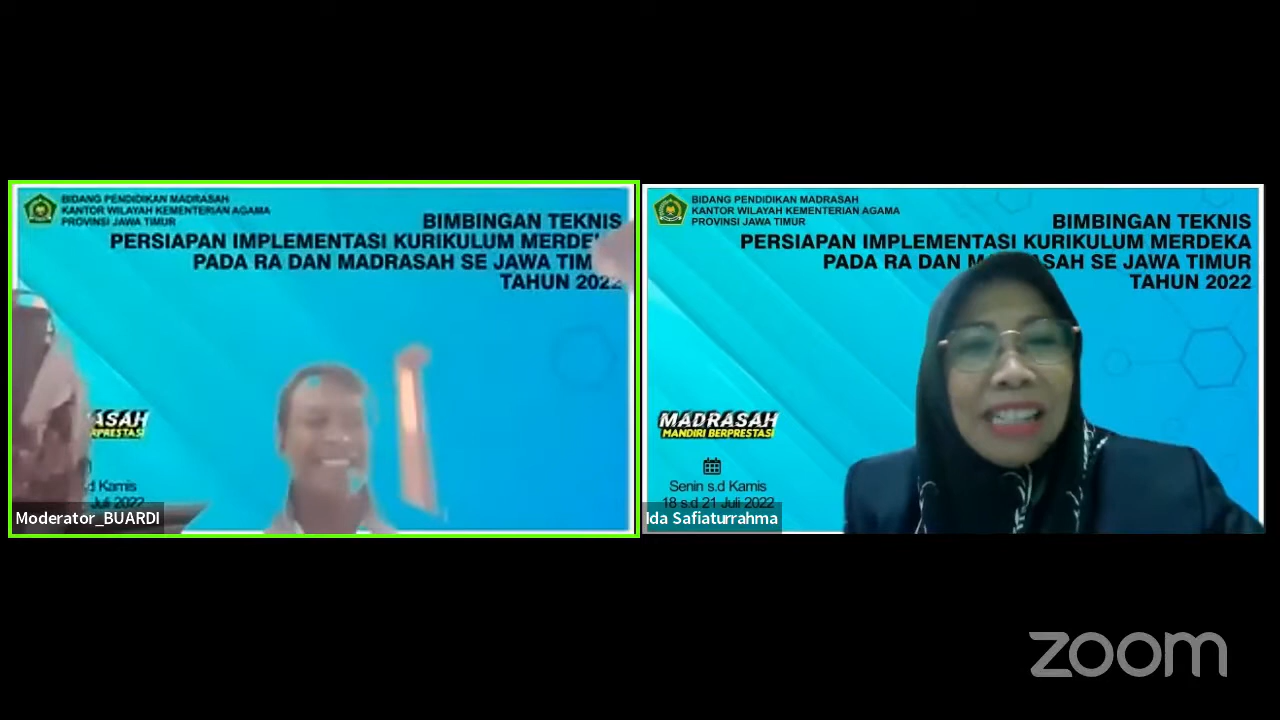 BIDANG PENDIDIKAN MADRASAH
KANTOR WILAYAH KEMENTERIAN AGAMA
PROVINSI JAWA TIMUR
BIMBINGAN TEKNIS
PERSIAPAN IMPLEMENTASI KURIKULUM
PADA RA DAN MADRASAH SE JAWA
TAHUN 2022
Juli 2022
Moderator_BUARDI
BIDANG PENDIDIKAN MADRASAH
KANTOR WILAYAH KEMENTERIAN AGAMA
PROVINSI JAWA TIMUR
BIMBINGAN TEKNIS
PERSIAPAN IMPLEMENTASI KURIKULUM MERDEKA
PADA RA DAN MADRASAH SE JAWA TIMUR
TAHUN 2022
MADRASAH
MANDIRI BERPRESTASI
Senin s.d Kamis
18 s.d 21 Juli 2022
Ida Safiaturrahma
zoom